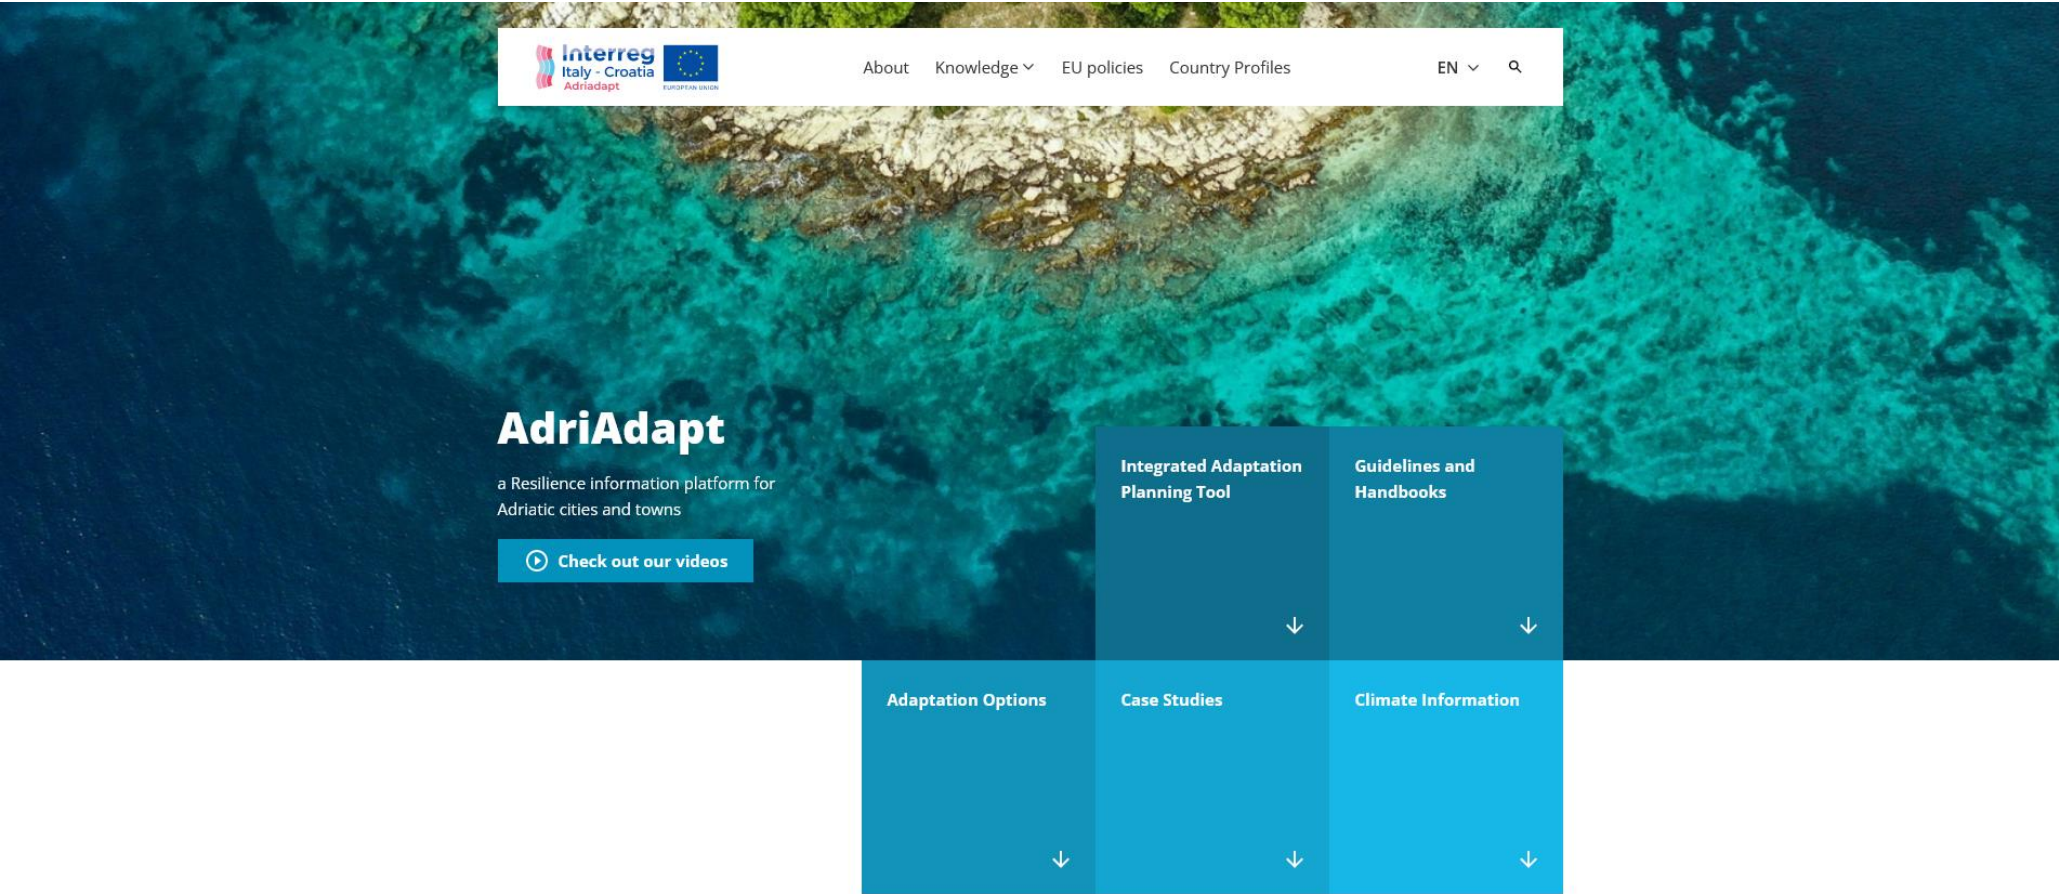 Interreg
Italy - Croatia
Adriadapt
EUROPEAN UNION
About Knowledge EU policies Country Profiles EN
AdriAdapt
a Resilience information platform for
Adriatic cities and towns
Check out our videos
Integrated Adaptation
Planning Tool
Guidelines and
Handbooks
Adaptation Options
Case Studies
Climate Information